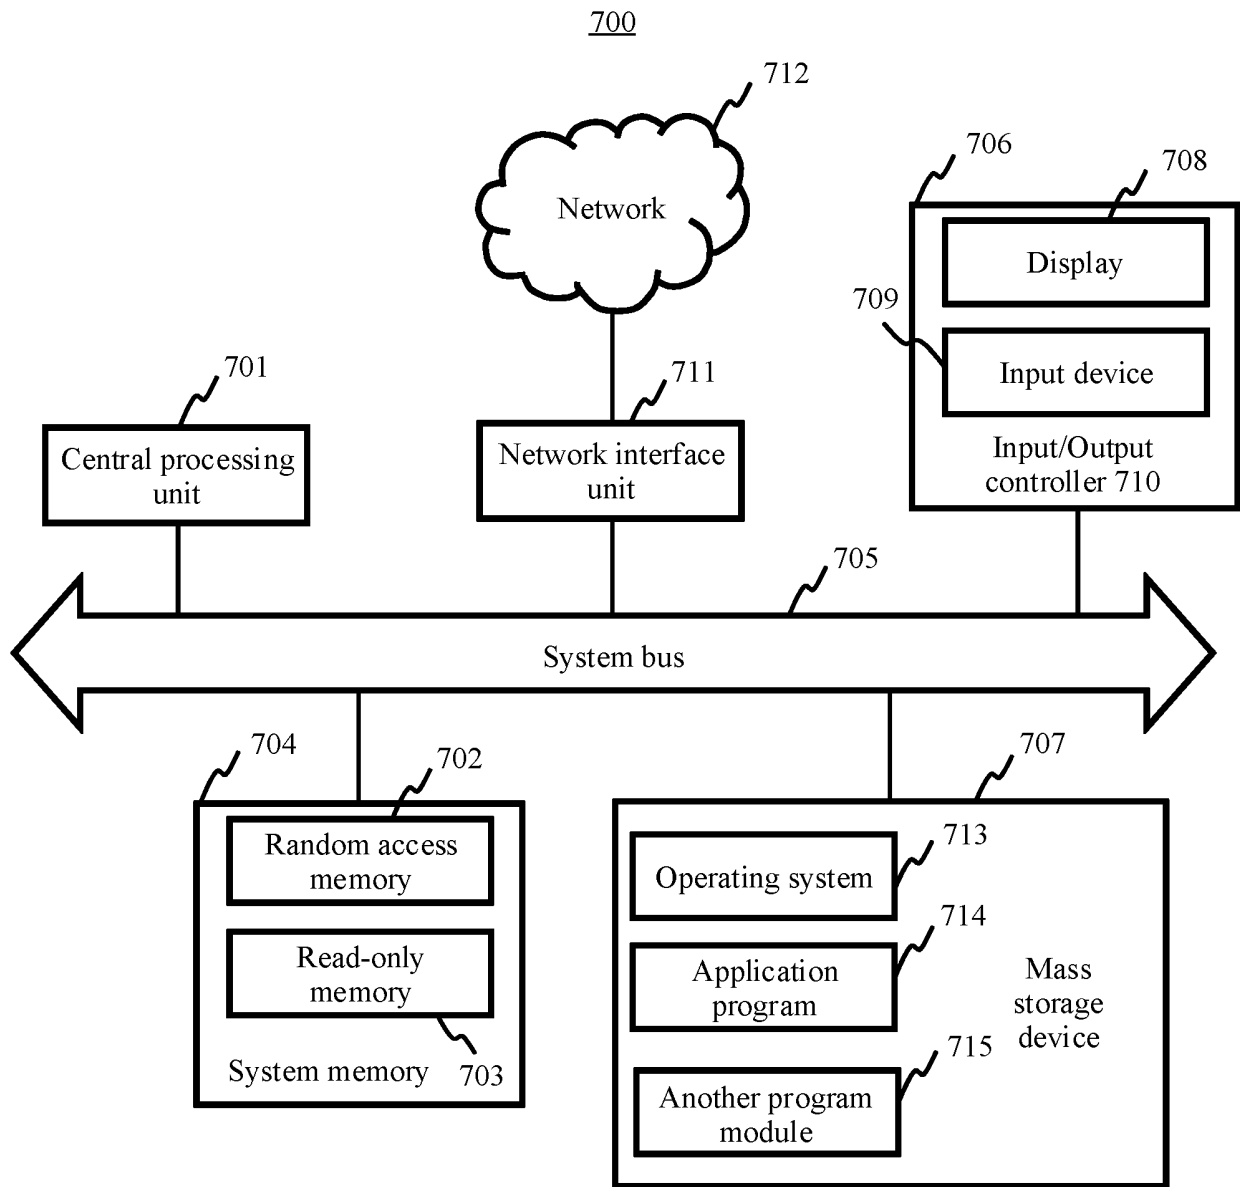 700
712
Network
706
708
Display
709
Input device
Input/Output
controller 710
701
Central processing
unit
711
Network interface
unit
705
System bus
704
702
Random access
memory
Read-only
memory
System memory
703
707
713
Operating system
714
Application
program
715
Another program
module
Mass
storage
device